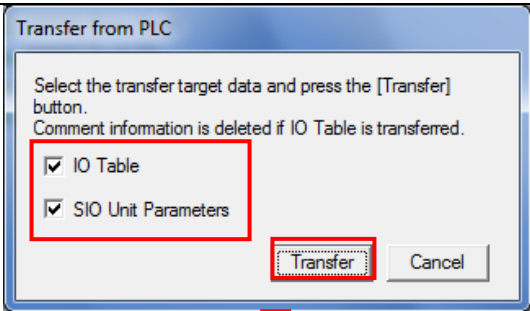 Transfer from PLC
Select the transfer target data and press the [Transfer]
button.
Comment information is deleted if IO Table is transferred.
IO Table
SIO Unit Parameters
Transfer Cancel